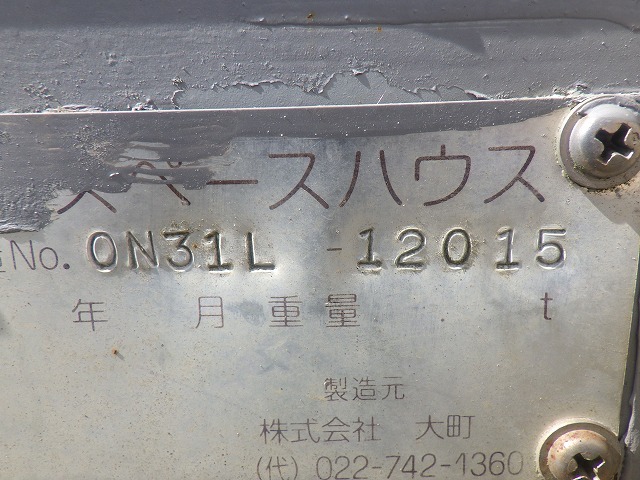 スペースハウス
No. ON31L -12015
年 月 重量 t
製造元
株式会社 大町
(代) 022-742-1360